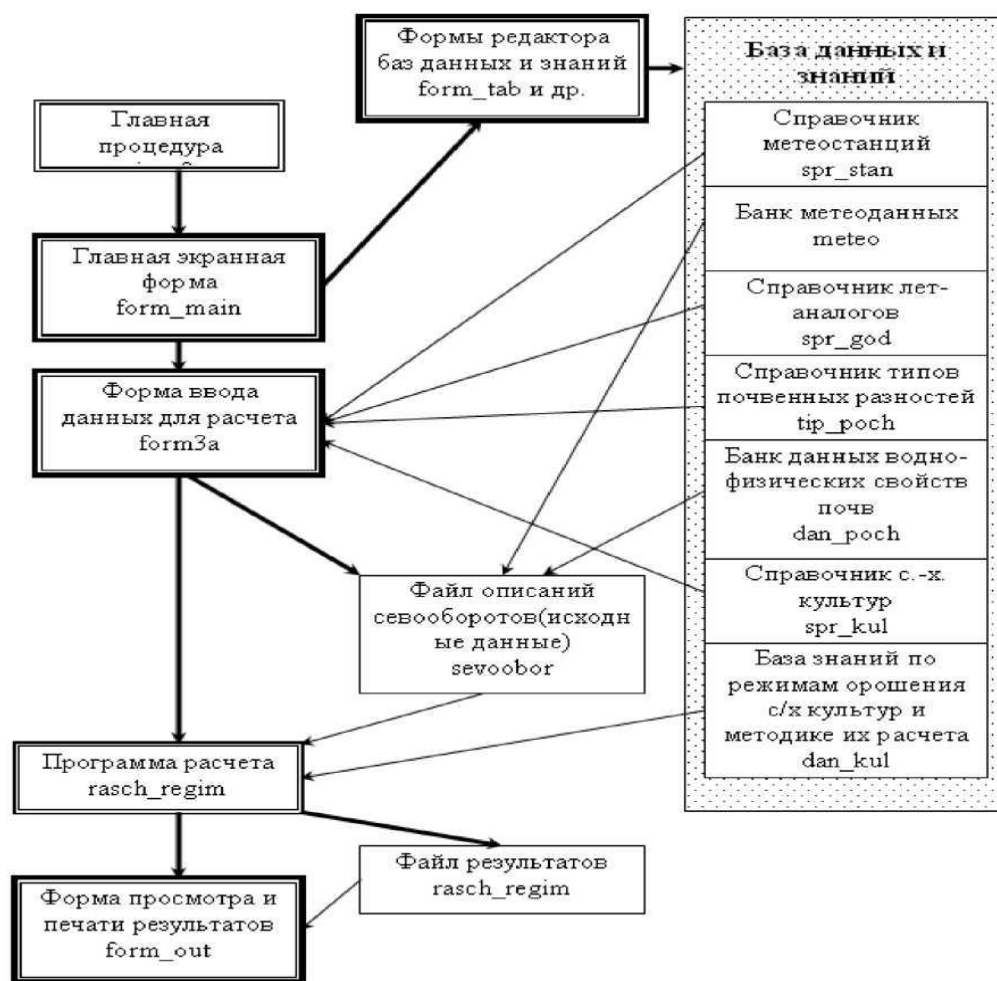 Формы редактора
баз данных и знаний
form_tab и др.
База данных и
знаний
Главная
процедура
Справочник
метеостанций
spr_stan
Банк метеоданных
meteo
Главная экранная
форма
form_main
Справочник лет-
аналогов
spr_god
Форма ввода
данных для расчета
form3a
Справочник типов
почвенных разностей
tip_poch
Банк данных водно-
физических свойств
почв
dan_poch
Файл описаний
севооборотов(исходн
ые данные)
sevoobor
Справочник с.-х.
культур
spr_kul
База знаний по
режимам орошения
с/х культур и
методике их расчета
dan_kul
Программа расчета
rasch_regim
Файл результатов
rasch_regim
Форма просмотра и
печати результатов
form_out